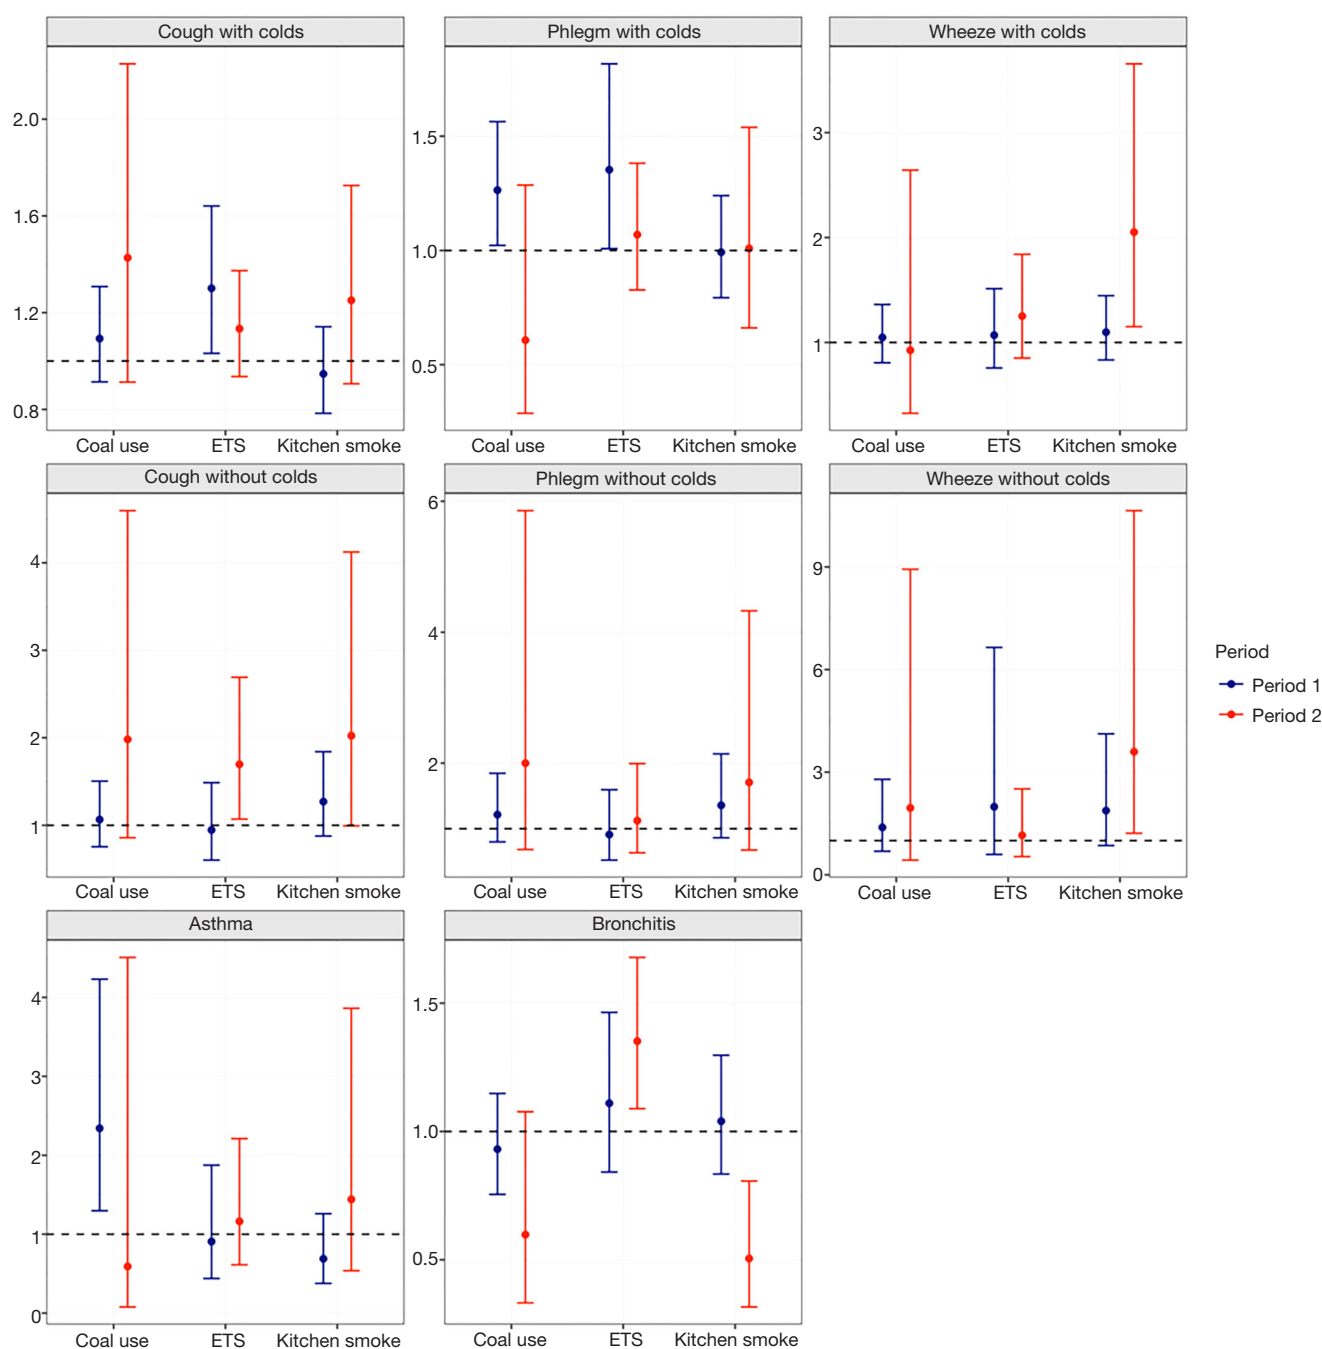 Cough with colds
Phlegm with colds
Wheeze with colds
2.0
1.6
1.2
0.8
1.5
1.0
0.5
3
2
1
Coal use
ETS
Kitchen smoke
Coal use
ETS
Kitchen smoke
Coal use
ETS
Kitchen smoke
Cough without colds
Phlegm without colds
Wheeze without colds
4
3
2
1
6
4
2
9
6
3
0
Coal use
ETS
Kitchen smoke
Coal use
ETS
Kitchen smoke
Coal use
ETS
Kitchen smoke
Period
Period 1
Period 2
Asthma
Bronchitis
4
3
2
1
0
1.5
1.0
0.5
Coal use
ETS
Kitchen smoke
Coal use
ETS
Kitchen smoke